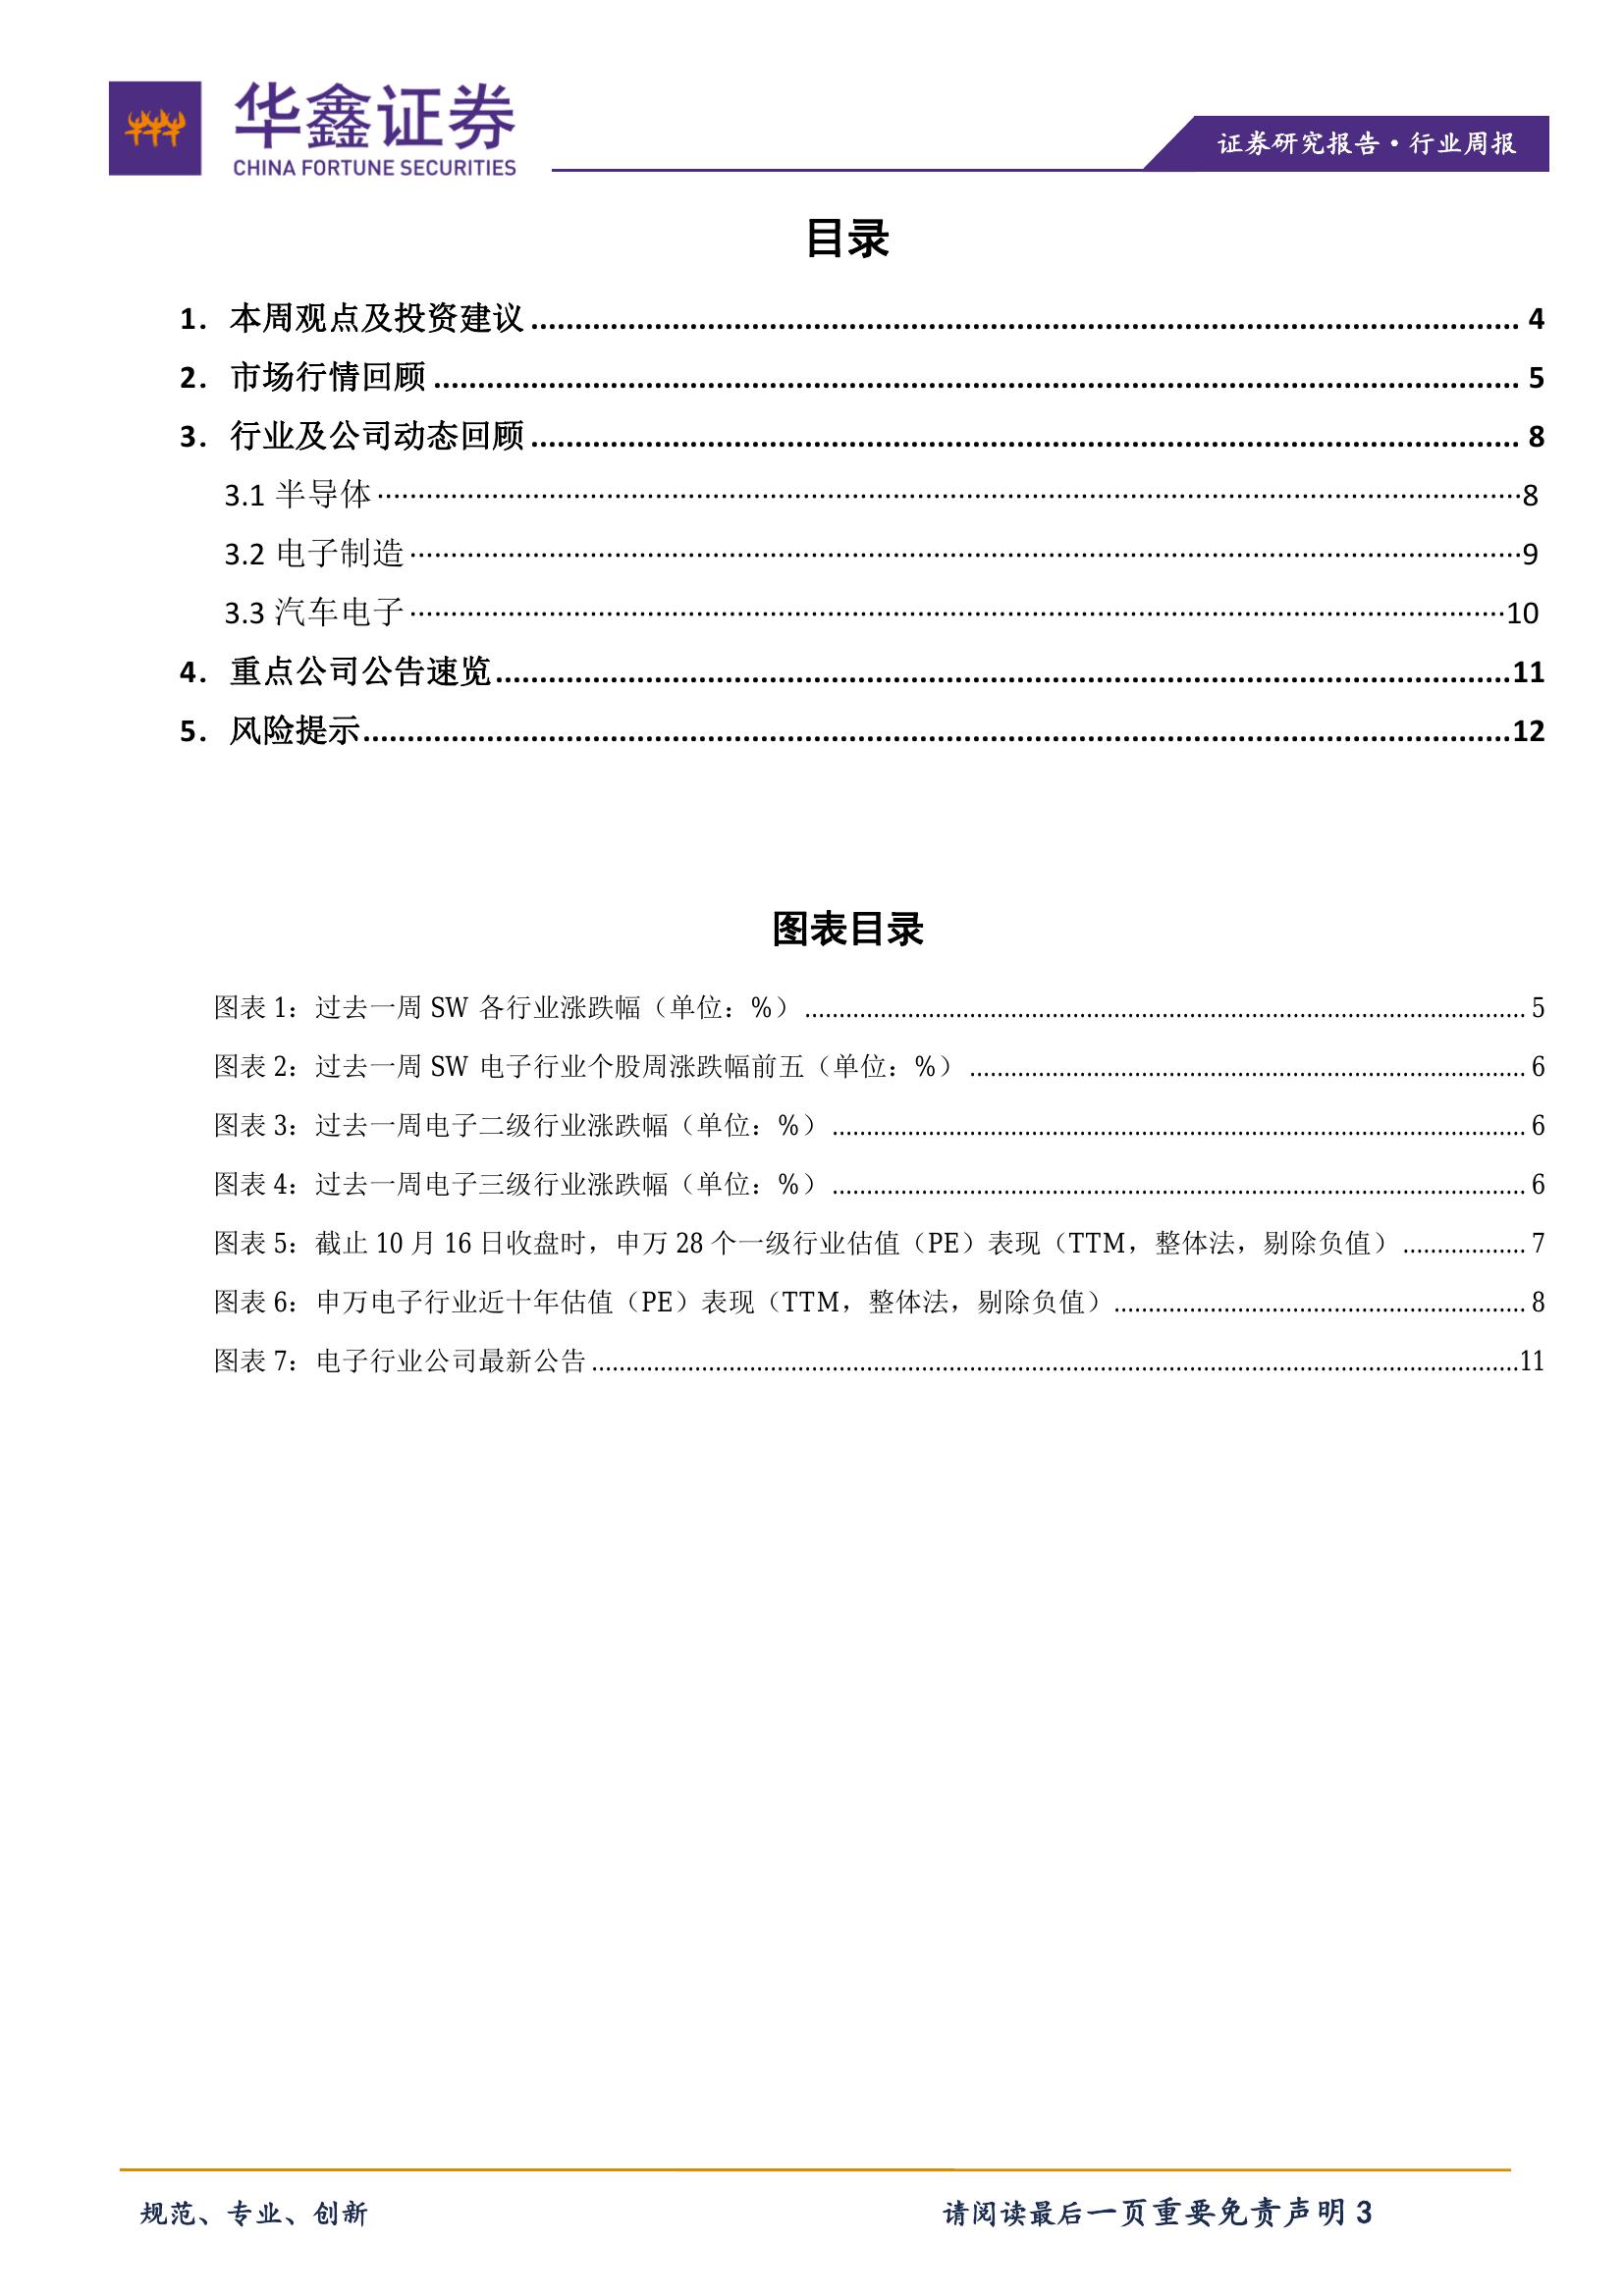 华鑫证券
CHINA FORTUNE SECURITIES
证券研究报告·行业周报
目录
1. 本周观点及投资建议 ........ 4
2. 市场行情回顾 ........ 5
3. 行业及公司动态回顾 ........ 8
3.1 半导体 ........ 8
3.2 电子制造 ........ 9
3.3 汽车电子 ........ 10
4. 重点公司公告速览 ........ 11
5. 风险提示 ........ 12
图表目录
图表 1：过去一周 SW 各行业涨跌幅（单位：%） ........ 5
图表 2：过去一周 SW 电子行业个股周涨跌幅前五（单位：%） ........ 6
图表 3：过去一周电子二级行业涨跌幅（单位：%） ........ 6
图表 4：过去一周电子三级行业涨跌幅（单位：%） ........ 6
图表 5：截止 10 月 16 日收盘时，申万 28 个一级行业估值（PE）表现（TTM，整体法，剔除负值） ........ 7
图表 6：申万电子行业近十年估值（PE）表现（TTM，整体法，剔除负值） ........ 8
图表 7：电子行业公司最新公告 ........ 11
规范、专业、创新
请阅读最后一页重要免责声明 3